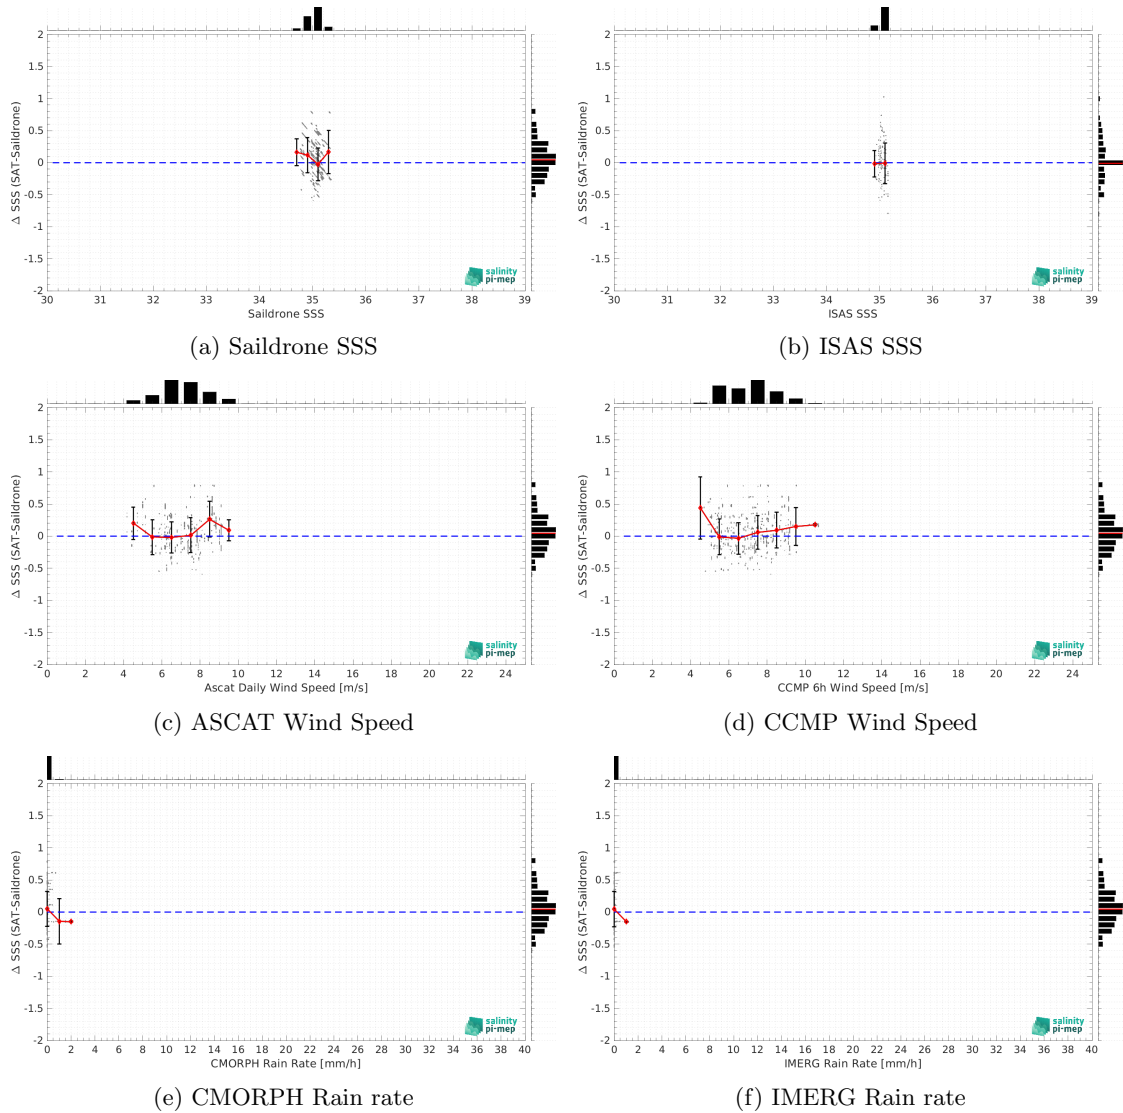 2
1.5
1
0.5
0
-0.5
-1
-1.5
-2
Δ SSS (SAT-Saildrone)
30 31 32 33 34 35 36 37 38 39
Saildrone SSS
salinity
pi-mep
(a) Saildrone SSS
2
1.5
1
0.5
0
-0.5
-1
-1.5
-2
Δ SSS (SAT-Saildrone)
30 31 32 33 34 35 36 37 38 39
ISAS SSS
salinity
pi-mep
(b) ISAS SSS
2
1.5
1
0.5
0
-0.5
-1
-1.5
-2
Δ SSS (SAT-Saildrone)
0 2 4 6 8 10 12 14 16 18 20 22 24
Ascat Daily Wind Speed [m/s]
salinity
pi-mep
(c) ASCAT Wind Speed
2
1.5
1
0.5
0
-0.5
-1
-1.5
-2
Δ SSS (SAT-Saildrone)
0 2 4 6 8 10 12 14 16 18 20 22 24
CCMP 6h Wind Speed [m/s]
salinity
pi-mep
(d) CCMP Wind Speed
2
1.5
1
0.5
0
-0.5
-1
-1.5
-2
Δ SSS (SAT-Saildrone)
0 2 4 6 8 10 12 14 16 18 20 22 24 26 28 30 32 34 36 38 40
CMORPH Rain Rate [mm/h]
salinity
pi-mep
(e) CMORPH Rain rate
2
1.5
1
0.5
0
-0.5
-1
-1.5
-2
Δ SSS (SAT-Saildrone)
0 2 4 6 8 10 12 14 16 18 20 22 24 26 28 30 32 34 36 38 40
IMERG Rain Rate [mm/h]
salinity
pi-mep
(f) IMERG Rain rate